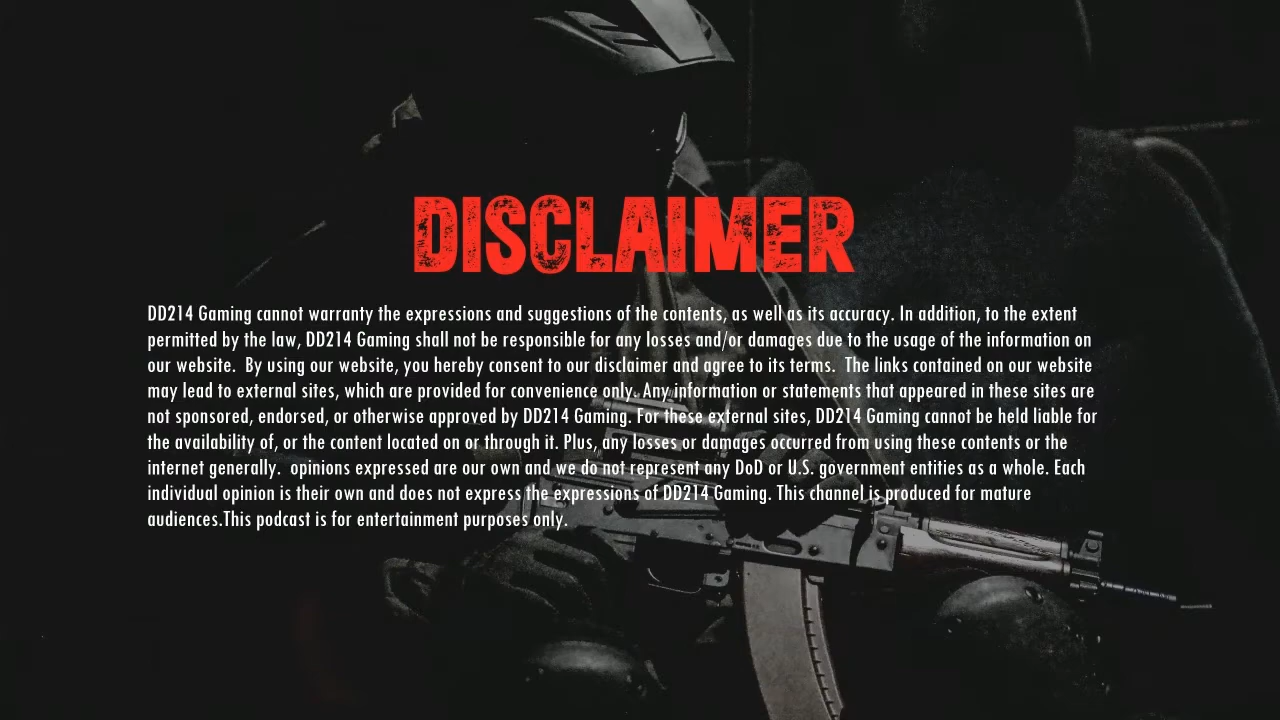 DISCLAIMER
DD214 Gaming cannot warranty the expressions and suggestions of the contents, as well as its accuracy. In addition, to the extent
permitted by the law, DD214 Gaming shall not be responsible for any losses and/or damages due to the usage of the information on
our website.  By using our website, you hereby consent to our disclaimer and agree to its terms.  The links contained on our website
may lead to external sites, which are provided for convenience only. Any information or statements that appeared in these sites are
not sponsored, endorsed, or otherwise approved by DD214 Gaming. For these external sites, DD214 Gaming cannot be held liable for
the availability of, or the content located on or through it. Plus, any losses or damages occurred from using these contents or the
internet generally.  opinions expressed are our own and we do not represent any DoD or U.S. government entities as a whole. Each
individual opinion is their own and does not express the expressions of DD214 Gaming. This channel is produced for mature
audiences.This podcast is for entertainment purposes only.